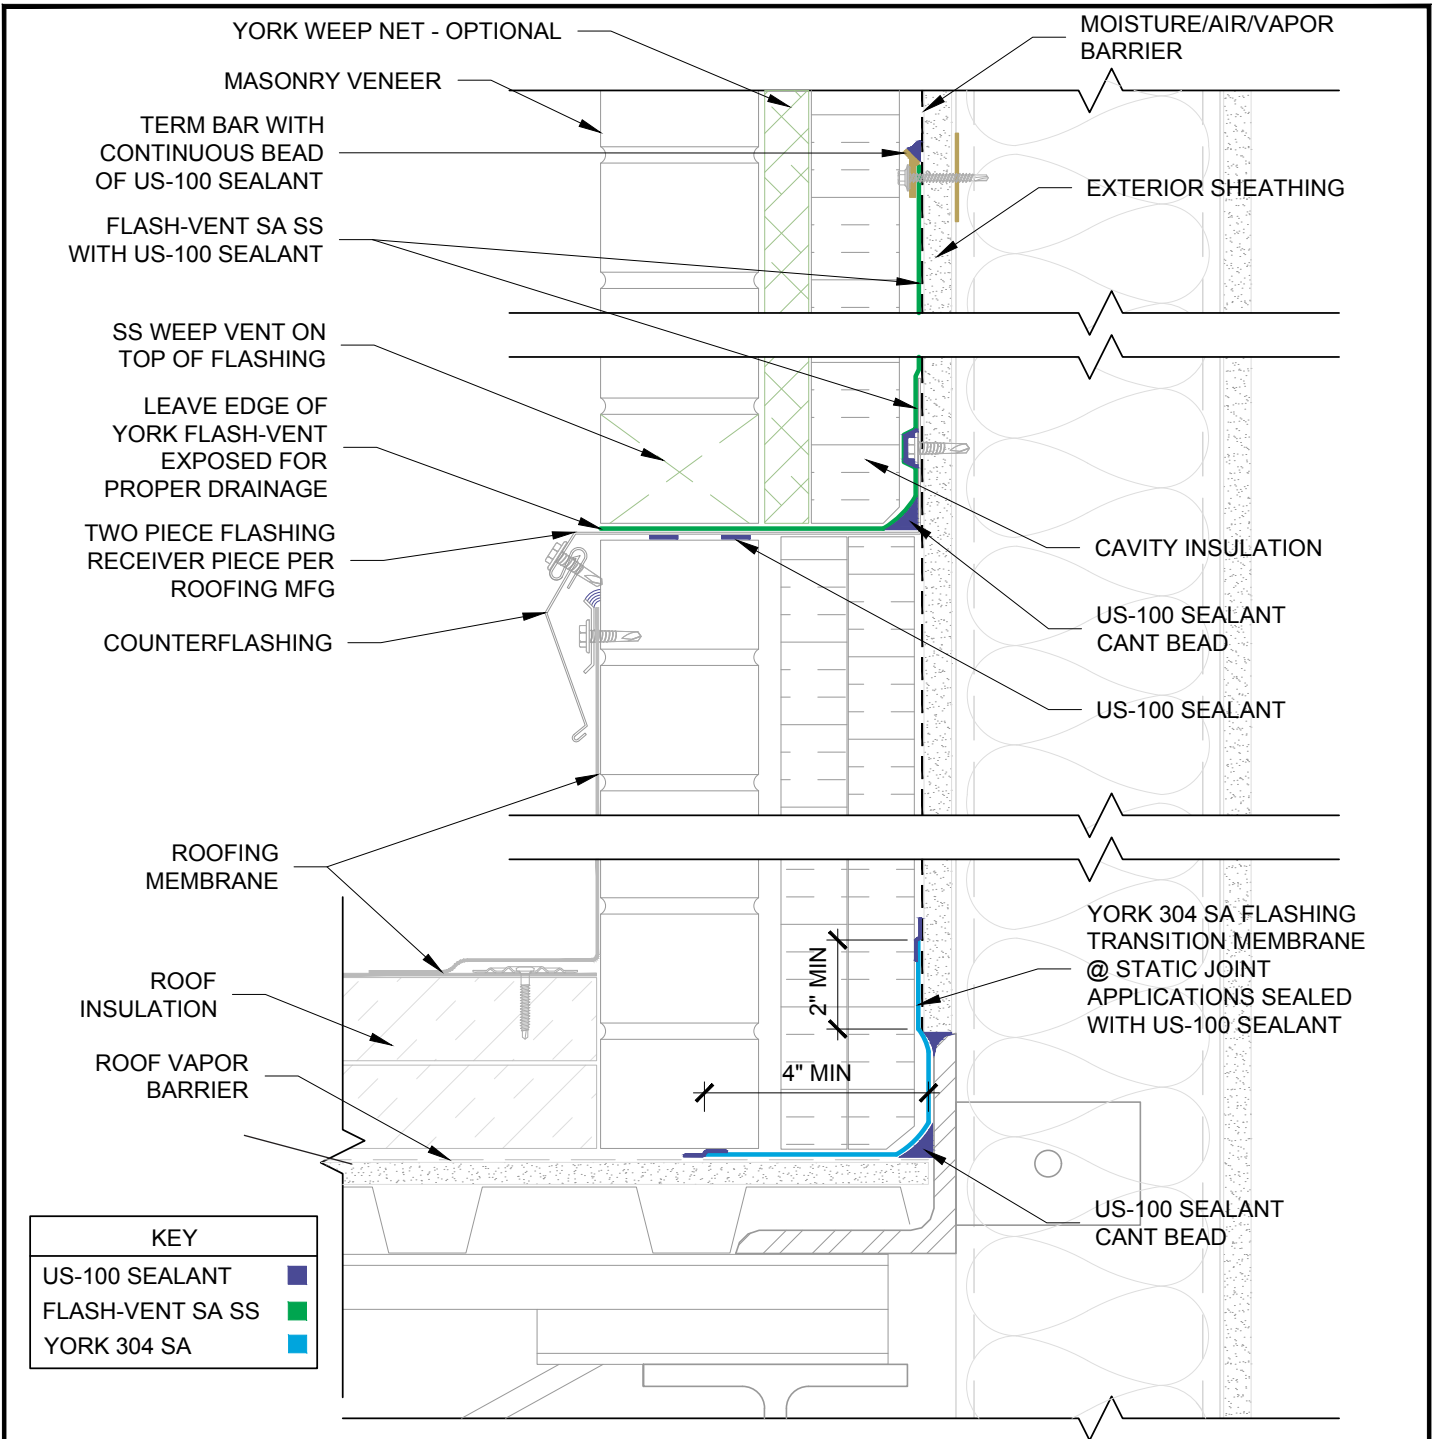 YORK WEEP NET - OPTIONAL
MASONRY VENEER
TERM BAR WITH
CONTINUOUS BEAD
OF US-100 SEALANT
FLASH-VENT SA SS
WITH US-100 SEALANT
SS WEEP VENT ON
TOP OF FLASHING
LEAVE EDGE OF
YORK FLASH-VENT
EXPOSED FOR
PROPER DRAINAGE
TWO PIECE FLASHING
RECEIVER PIECE PER
ROOFING MFG
COUNTERFLASHING
ROOFING
MEMBRANE
ROOF
INSULATION
ROOF VAPOR
BARRIER
MOISTURE/AIR/VAPOR
BARRIER
EXTERIOR SHEATHING
CAVITY INSULATION
US-100 SEALANT
CANT BEAD
US-100 SEALANT
YORK 304 SA FLASHING
TRANSITION MEMBRANE
@ STATIC JOINT
APPLICATIONS SEALED
WITH US-100 SEALANT
2" MIN
4" MIN
US-100 SEALANT
CANT BEAD
KEY
US-100 SEALANT
FLASH-VENT SA SS
YORK 304 SA